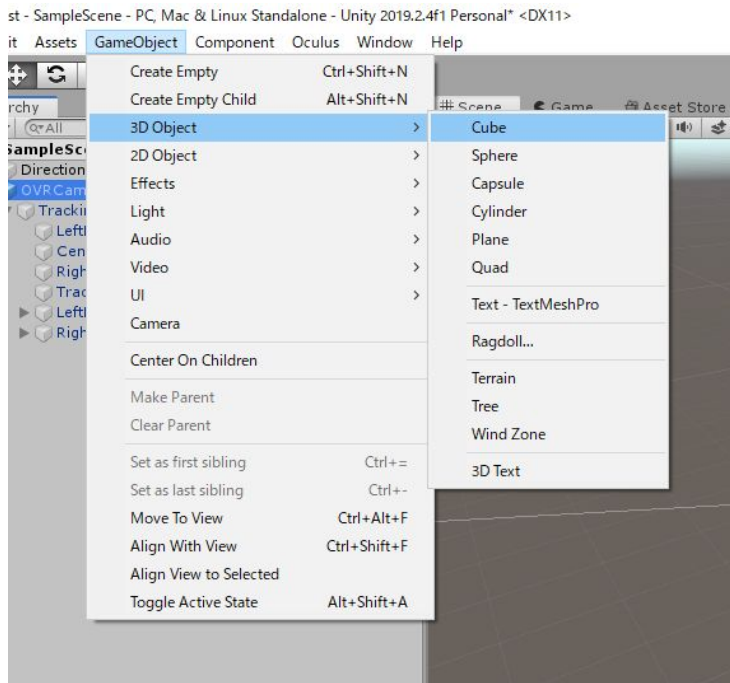 st - SampleScene - PC, Mac & Linux Standalone - Unity 2019.2.4f1 Personal* <DX11>
it Assets GameObject Component Oculus Window Help
rchy
All
SampleSc
Direction
OVRCam
Tracki
Left
Cen
Righ
Trac
Left
Righ
Create Empty Ctrl+Shift+N
Create Empty Child Alt+Shift+N
3D Object >
2D Object >
Effects >
Light >
Audio >
Video >
UI >
Camera
Center On Children
Make Parent
Clear Parent
Set as first sibling Ctrl+=
Set as last sibling Ctrl+-
Move To View Ctrl+Alt+F
Align With View Ctrl+Shift+F
Align View to Selected
Toggle Active State Alt+Shift+A
# Scene Game Asset Store
Cube
Sphere
Capsule
Cylinder
Plane
Quad
Text - TextMeshPro
Ragdoll...
Terrain
Tree
Wind Zone
3D Text